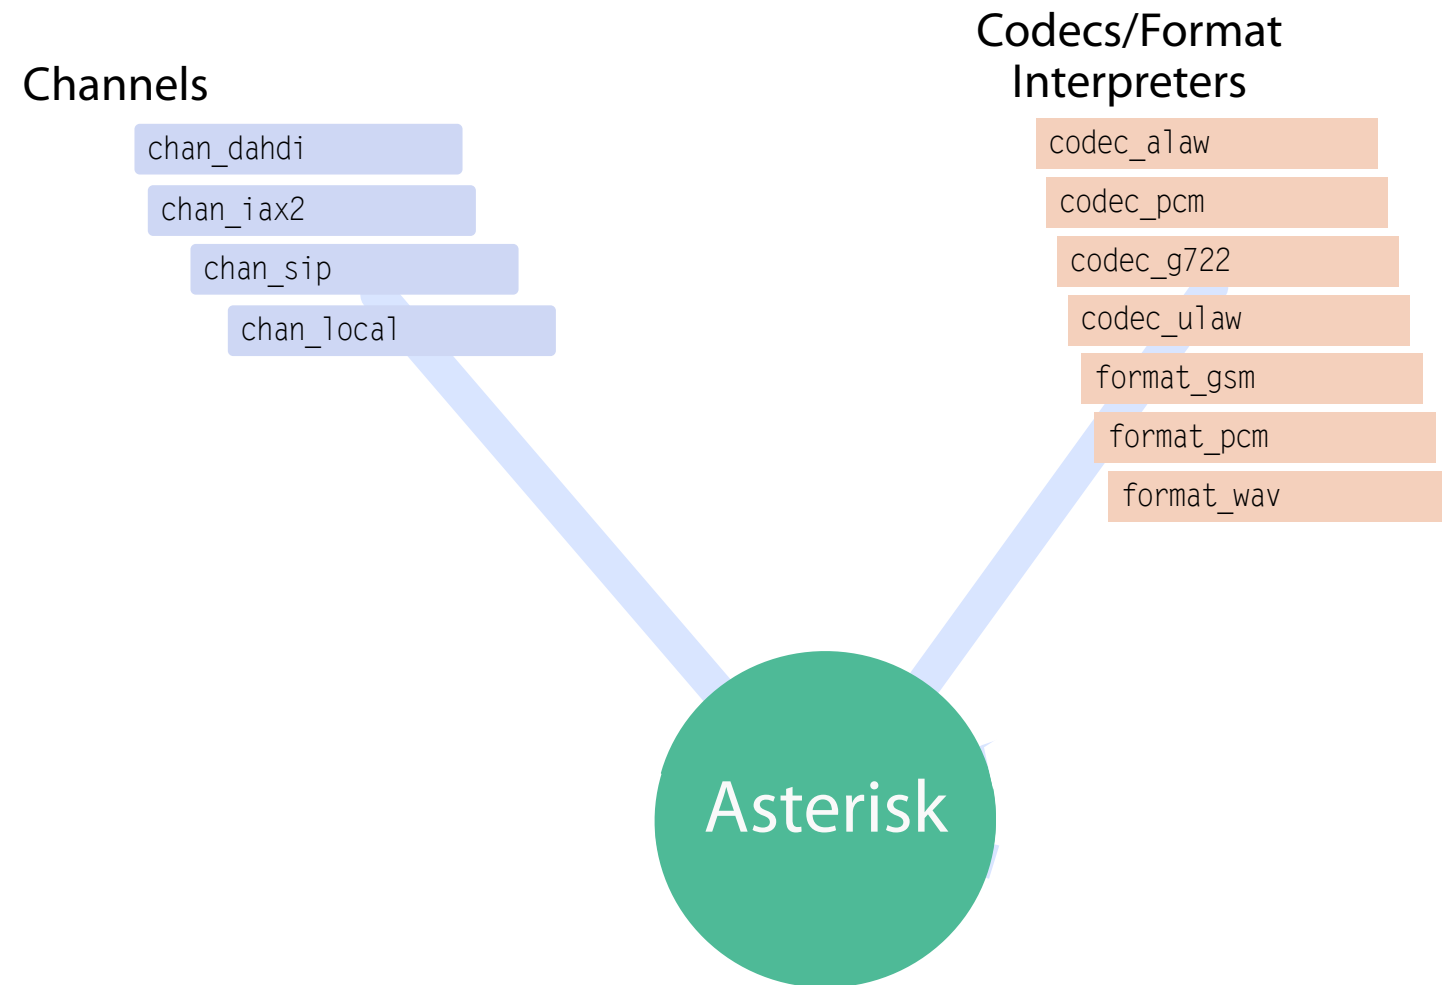 Channels
chan_dahdi
chan_iax2
chan_sip
chan_local
Codecs/Format
Interpreters
codec_alaw
codec_pcm
codec_g722
codec_ulaw
format_gsm
format_pcm
format_wav
Asterisk